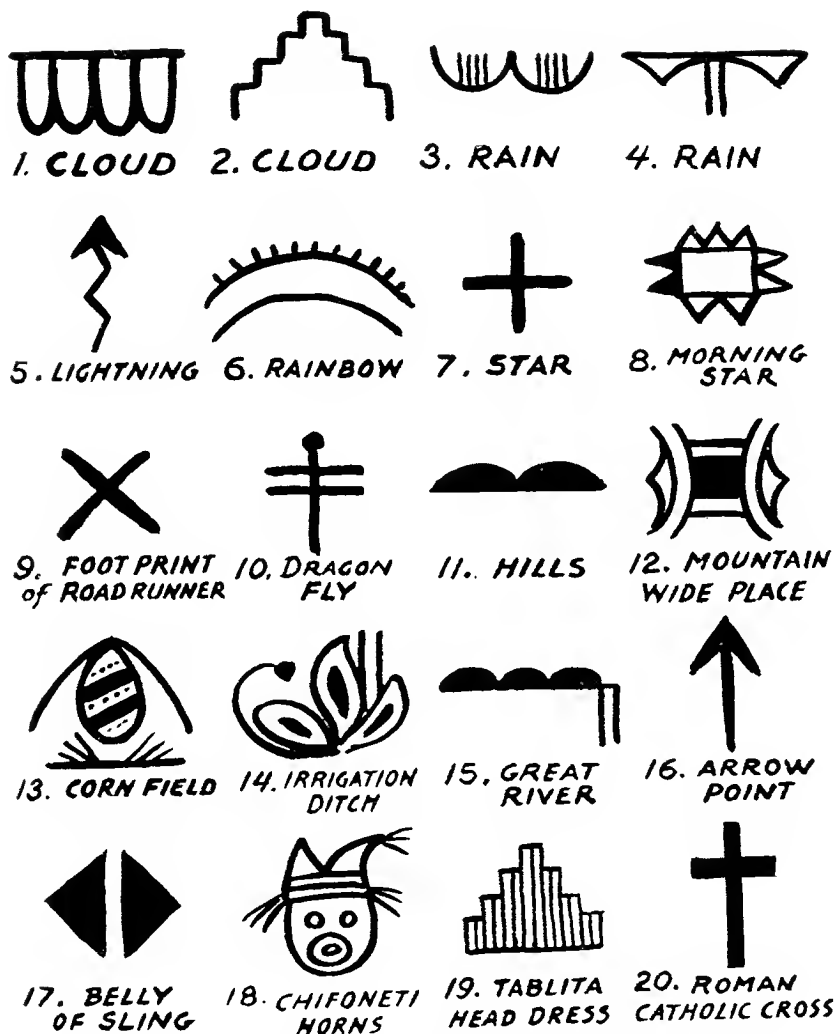 1. CLOUD
2. CLOUD
3. RAIN
4. RAIN
5. LIGHTNING
6. RAINBOW
7. STAR
8. MORNING
STAR
9. FOOT PRINT
of ROAD RUNNER
10. DRAGON
FLY
11. HILLS
12. MOUNTAIN
WIDE PLACE
13. CORN FIELD
14. IRRIGATION
DITCH
15. GREAT
RIVER
16. ARROW
POINT
17. BELLY
OF SLING
18. CHIFONETI
HORNS
19. TABLITA
HEAD DRESS
20. ROMAN
CATHOLIC CROSS